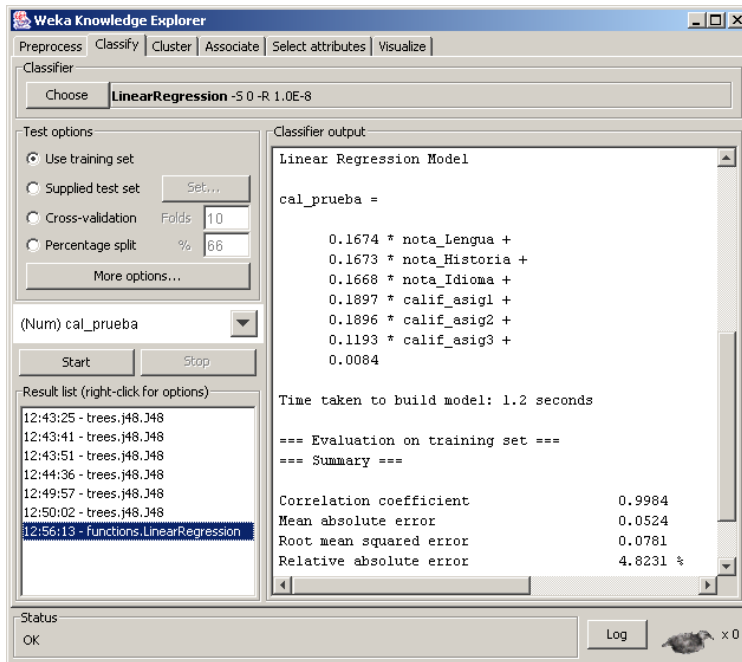 Weka Knowledge Explorer
Preprocess Classify Cluster Associate Select attributes Visualize
Classifier
Choose LinearRegression -S 0 -R 1.0E-8
Test options
Use training set
Supplied test set Set...
Cross-validation Folds 10
Percentage split % 66
More options...
(Num) cal_prueba
Start Stop
Result list (right-click for options)
12:43:25 - trees.j48.J48
12:43:41 - trees.j48.J48
12:43:51 - trees.j48.J48
12:44:36 - trees.j48.J48
12:49:57 - trees.j48.J48
12:50:02 - trees.j48.J48
12:56:13 - functions.LinearRegression
Classifier output
Linear Regression Model
cal_prueba =
0.1674 * nota_Lengua +
0.1673 * nota_Historia +
0.1668 * nota_Idioma +
0.1897 * calif_asig1 +
0.1896 * calif_asig2 +
0.1193 * calif_asig3 +
0.0084
Time taken to build model: 1.2 seconds
=== Evaluation on training set ===
=== Summary ===
Correlation coefficient 0.9984
Mean absolute error 0.0524
Root mean squared error 0.0781
Relative absolute error 4.8231 %
Status
OK
Log x 0